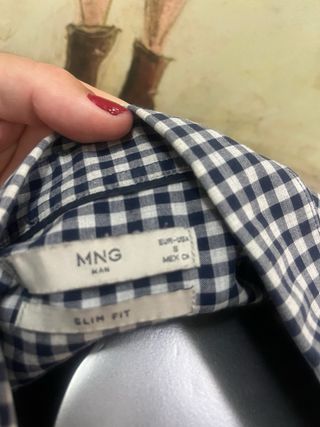 MNG
MAN
EUR-USA
S
MEX CH
SLIM FIT